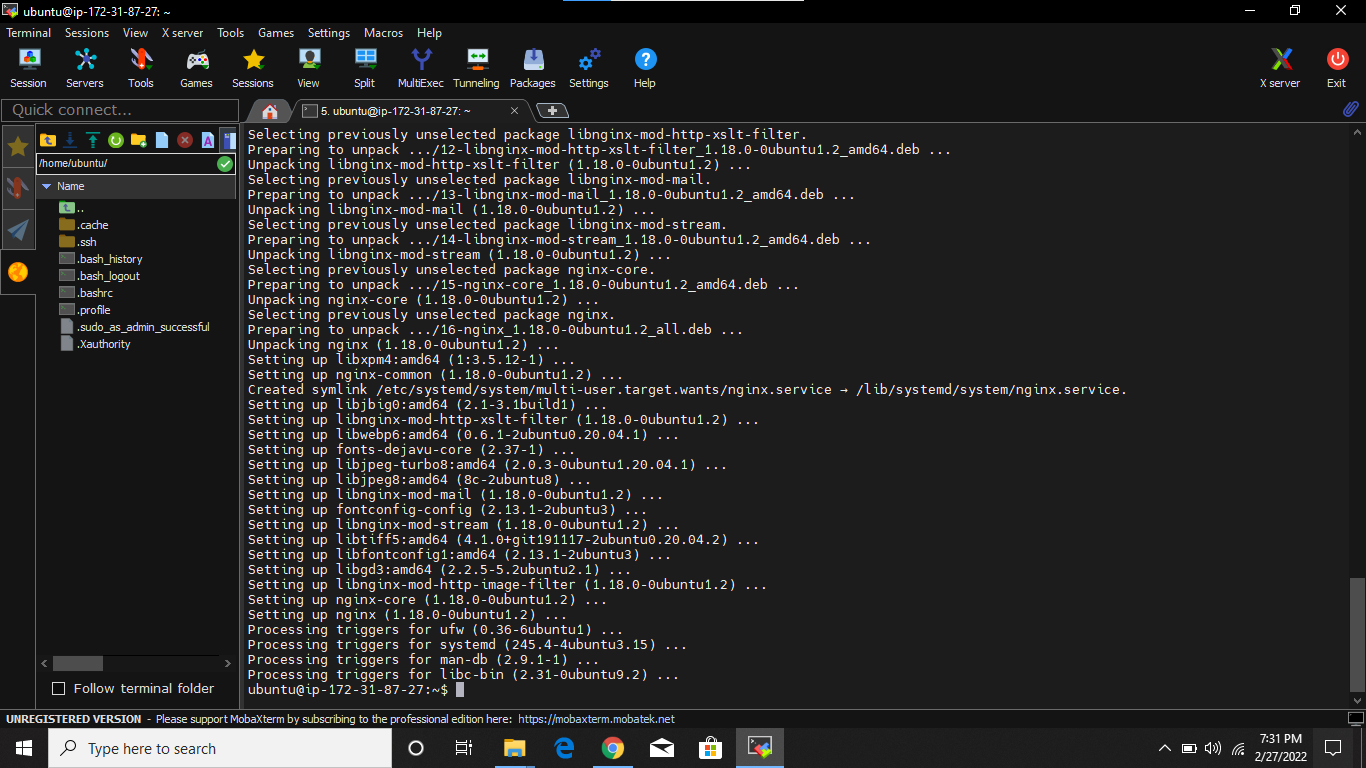 ubuntu@ip-172-31-87-27: ~
Terminal Sessions View X server Tools Games Settings Macros Help
Session Servers Tools Games Sessions View Split MultiExec Tunneling Packages Settings Help X server Exit
Quick connect...
5. ubuntu@ip-172-31-87-27: ~
/home/ubuntu/
Name
..
.cache
.ssh
.bash_history
.bash_logout
.bashrc
.profile
.sudo_as_admin_successful
.Xauthority
Follow terminal folder
Selecting previously unselected package libnginx-mod-http-xslt-filter.
Preparing to unpack .../12-libnginx-mod-http-xslt-filter_1.18.0-0ubuntu1.2_amd64.deb ...
Unpacking libnginx-mod-http-xslt-filter (1.18.0-0ubuntu1.2) ...
Selecting previously unselected package libnginx-mod-mail.
Preparing to unpack .../13-libnginx-mod-mail_1.18.0-0ubuntu1.2_amd64.deb ...
Unpacking libnginx-mod-mail (1.18.0-0ubuntu1.2) ...
Selecting previously unselected package libnginx-mod-stream.
Preparing to unpack .../14-libnginx-mod-stream_1.18.0-0ubuntu1.2_amd64.deb ...
Unpacking libnginx-mod-stream (1.18.0-0ubuntu1.2) ...
Selecting previously unselected package nginx-core.
Preparing to unpack .../15-nginx-core_1.18.0-0ubuntu1.2_amd64.deb ...
Unpacking nginx-core (1.18.0-0ubuntu1.2) ...
Selecting previously unselected package nginx.
Preparing to unpack .../16-nginx_1.18.0-0ubuntu1.2_all.deb ...
Unpacking nginx (1.18.0-0ubuntu1.2) ...
Setting up libxpm4:amd64 (1:3.5.12-1) ...
Setting up nginx-common (1.18.0-0ubuntu1.2) ...
Created symlink /etc/systemd/system/multi-user.target.wants/nginx.service → /lib/systemd/system/nginx.service.
Setting up libjbig0:amd64 (2.1-3.1build1) ...
Setting up libnginx-mod-http-xslt-filter (1.18.0-0ubuntu1.2) ...
Setting up libwebp6:amd64 (0.6.1-2ubuntu0.20.04.1) ...
Setting up fonts-dejavu-core (2.37-1) ...
Setting up libjpeg-turbo8:amd64 (2.0.3-0ubuntu1.20.04.1) ...
Setting up libjpeg8:amd64 (8c-2ubuntu8) ...
Setting up libnginx-mod-mail (1.18.0-0ubuntu1.2) ...
Setting up fontconfig-config (2.13.1-2ubuntu3) ...
Setting up libnginx-mod-stream (1.18.0-0ubuntu1.2) ...
Setting up libtiff5:amd64 (4.1.0+git191117-2ubuntu0.20.04.2) ...
Setting up libfontconfig1:amd64 (2.13.1-2ubuntu3) ...
Setting up libgd3:amd64 (2.2.5-5.2ubuntu2.1) ...
Setting up libnginx-mod-http-image-filter (1.18.0-0ubuntu1.2) ...
Setting up nginx-core (1.18.0-0ubuntu1.2) ...
Setting up nginx (1.18.0-0ubuntu1.2) ...
Processing triggers for ufw (0.36-6ubuntu1) ...
Processing triggers for systemd (245.4-4ubuntu3.15) ...
Processing triggers for man-db (2.9.1-1) ...
Processing triggers for libc-bin (2.31-0ubuntu9.2) ...
ubuntu@ip-172-31-87-27:~$
UNREGISTERED VERSION - Please support MobaXterm by subscribing to the professional edition here: https://mobaxterm.mobatek.net
Type here to search
7:31 PM
2/27/2022